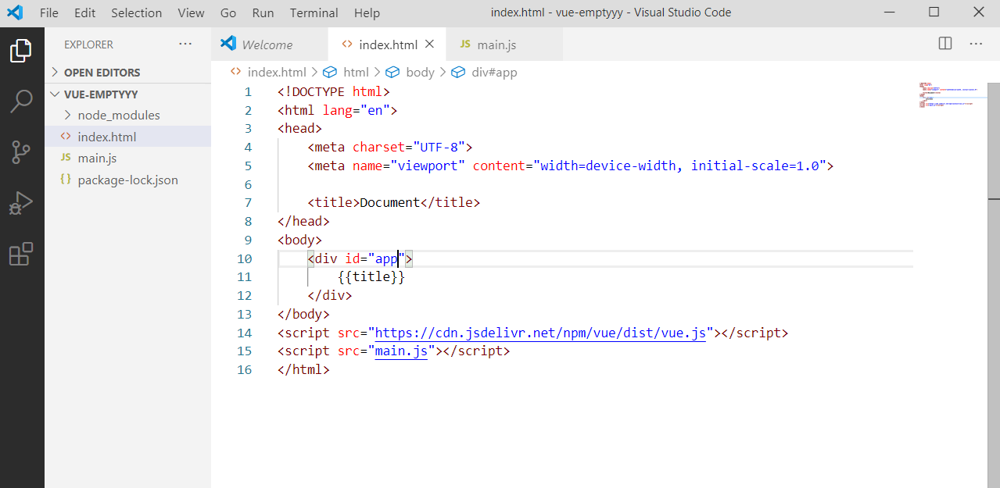 File Edit Selection View Go Run Terminal Help index.html - vue-emptyyy - Visual Studio Code
EXPLORER
OPEN EDITORS
VUE-EMPTYYY
node_modules
index.html
JS main.js
{} package-lock.json
Welcome <> index.html JS main.js
<> index.html > html > body > div#app
1 <!DOCTYPE html>
2 <html lang="en">
3 <head>
4 <meta charset="UTF-8">
5 <meta name="viewport" content="width=device-width, initial-scale=1.0">
6
7 <title>Document</title>
8 </head>
9 <body>
10 <div id="app">
11 {{title}}
12 </div>
13 </body>
14 <script src="https://cdn.jsdelivr.net/npm/vue/dist/vue.js"></script>
15 <script src="main.js"></script>
16 </html>